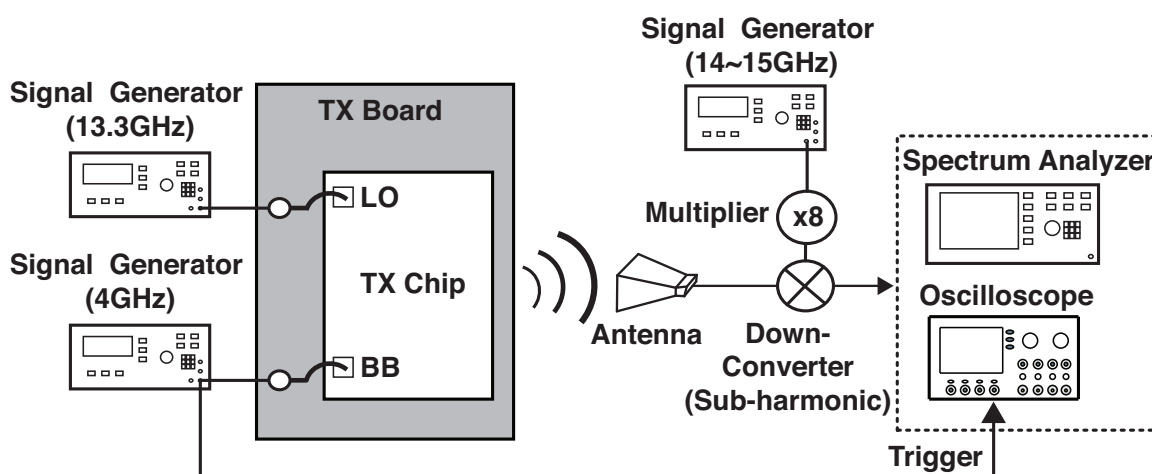 Signal Generator
(13.3GHz)
Signal Generator
(4GHz)
TX Board
LO
TX Chip
BB
Antenna
Signal Generator
(14~15GHz)
Multiplier
x8
Down-
Converter
(Sub-harmonic)
Spectrum Analyzer
Oscilloscope
Trigger